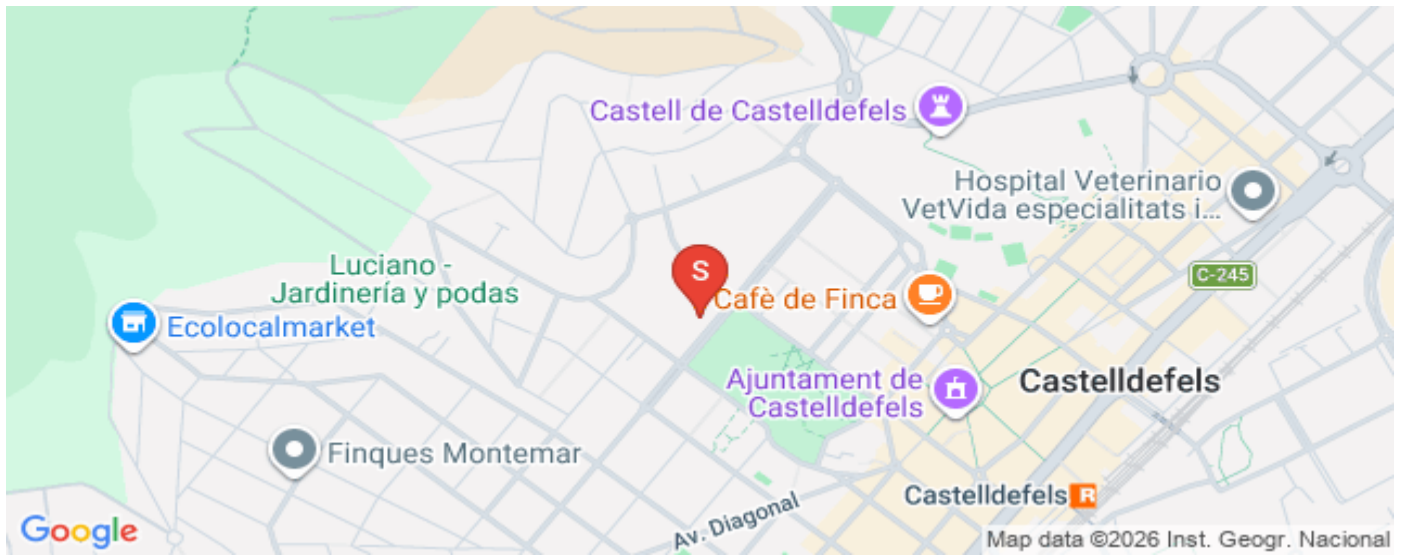 Castell de Castelldefels
Hospital Veterinario
VetVida especialitats i...
Luciano -
Jardinería y podas
S
C-245
Cafè de Finca
Ecolocalmarket
Ajuntament de
Castelldefels
Castelldefels
Finques Montemar
Castelldefels R
Av. Diagonal
Google
Map data ©2026 Inst. Geogr. Nacional